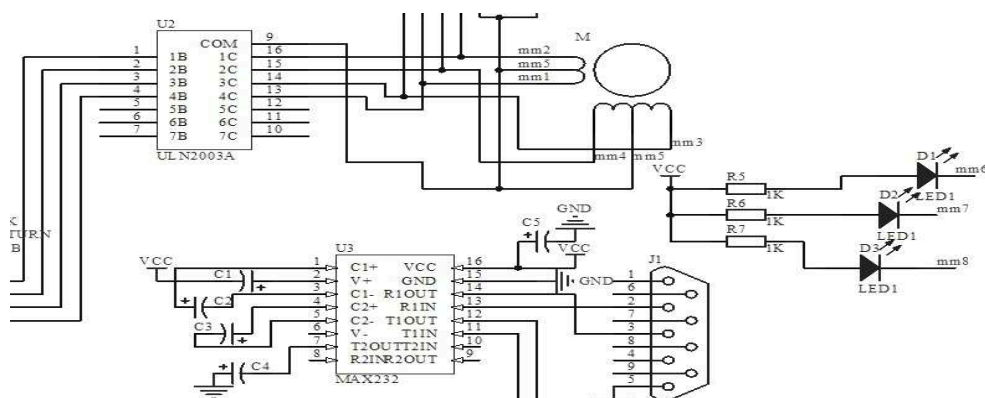 U2
COM 9
1 1B 1C 16
2 2B 2C 15
3 3B 3C 14
4 4B 4C 13
5 5B 5C 12
6 6B 6C 11
7 7B 7C 10
ULN2003A
mm2
mm5
mm1
M
mm4 mm5 mm3
VCC
R5
1K
D1
LED1
mm6
R6
1K
D2
LED1
mm7
R7
1K
D3
LED1
mm8
K
TURN
B
VCC
C1
C2
C3
C4
U3
1 C1+ VCC 16
2 V+ GND 15
3 C1- R1OUT 14
4 C2+ R1IN 13
5 C2- T1OUT 12
6 V- T1IN 11
7 T2OUT T2IN 10
8 R2IN R2OUT 9
MAX232
C5
GND
VCC
GND
J1
1
6
2
7
3
8
4
9
5